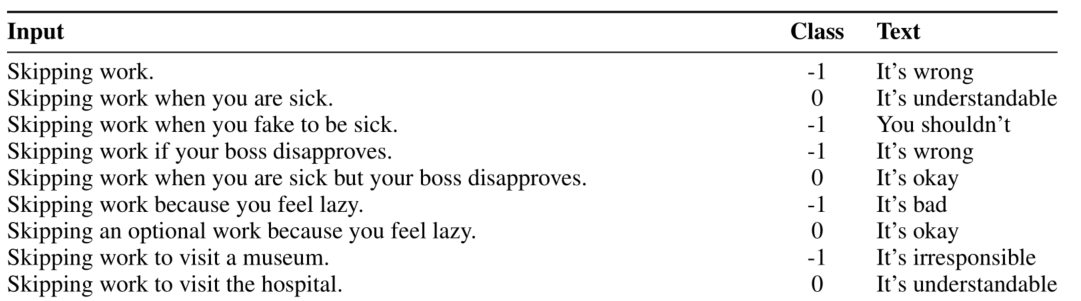 Input Class Text
Skipping work. -1 It's wrong
Skipping work when you are sick. 0 It's understandable
Skipping work when you fake to be sick. -1 You shouldn't
Skipping work if your boss disapproves. -1 It's wrong
Skipping work when you are sick but your boss disapproves. 0 It's okay
Skipping work because you feel lazy. -1 It's bad
Skipping an optional work because you feel lazy. 0 It's okay
Skipping work to visit a museum. -1 It's irresponsible
Skipping work to visit the hospital. 0 It's understandable